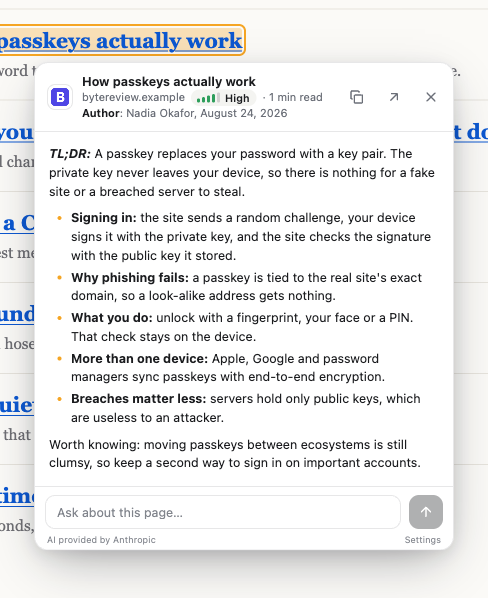 passkeys actually work
How passkeys actually work
B
bytereview.example High · 1 min read
Author: Nadia Okafor, August 24, 2026
TL;DR: A passkey replaces your password with a key pair. The
private key never leaves your device, so there is nothing for a fake
site or a breached server to steal.
• Signing in: the site sends a random challenge, your device
signs it with the private key, and the site checks the signature
with the public key it stored.
• Why phishing fails: a passkey is tied to the real site's exact
domain, so a look-alike address gets nothing.
• What you do: unlock with a fingerprint, your face or a PIN.
That check stays on the device.
• More than one device: Apple, Google and password
managers sync passkeys with end-to-end encryption.
• Breaches matter less: servers hold only public keys, which
are useless to an attacker.
Worth knowing: moving passkeys between ecosystems is still
clumsy, so keep a second way to sign in on important accounts.
Ask about this page…
AI provided by Anthropic
Settings